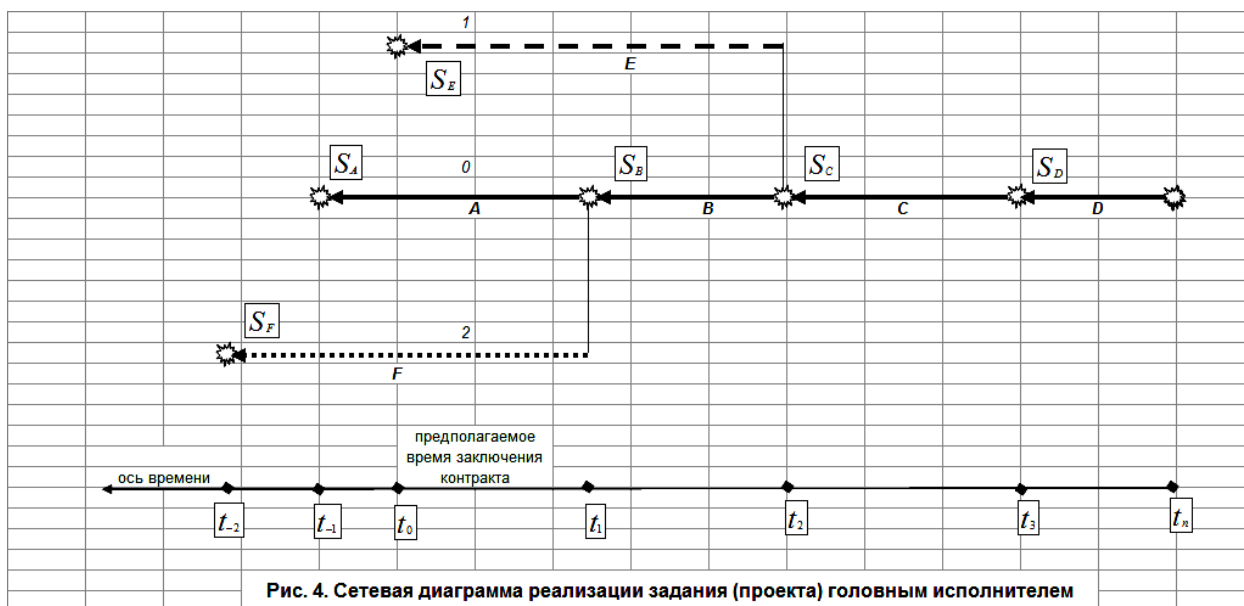 1
E
S_E
S_A
0
S_B
S_C
S_D
A
B
C
D
S_F
2
F
предполагаемое
время заключения
контракта
ось времени
t_{-2}
t_{-1}
t_0
t_1
t_2
t_3
t_n
Рис. 4. Сетевая диаграмма реализации задания (проекта) головным исполнителем